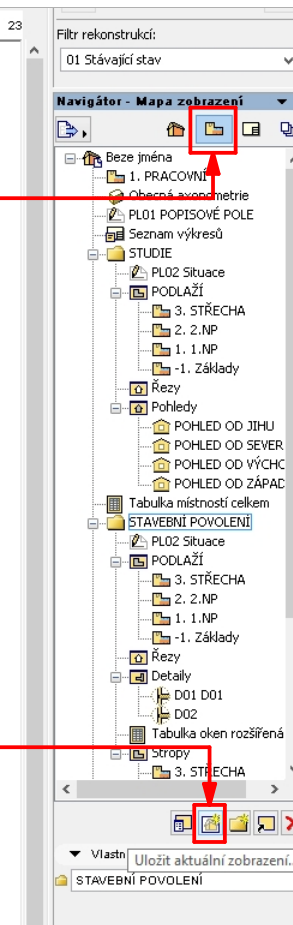 23
Filtr rekonstrukcí:
01 Stávající stav
Navigátor - Mapa zobrazení
Beze jména
1. PRACOVNÍ
Obecná axonometrie
PL01 POPISOVÉ POLE
Seznam výkresů
STUDIE
PL02 Situace
PODLAŽÍ
3. STŘECHA
2. 2.NP
1. 1.NP
-1. Základy
Řezy
Pohledy
POHLED OD JIHU
POHLED OD SEVER
POHLED OD VÝCHO
POHLED OD ZÁPAD
Tabulka místností celkem
STAVEBNÍ POVOLENÍ
PL02 Situace
PODLAŽÍ
3. STŘECHA
2. 2.NP
1. 1.NP
-1. Základy
Řezy
Detaily
D01 D01
D02
Tabulka oken rozšířená
Stropy
3. STŘECHA
Vlastn
Uložit aktuální zobrazení..
STAVEBNÍ POVOLENÍ